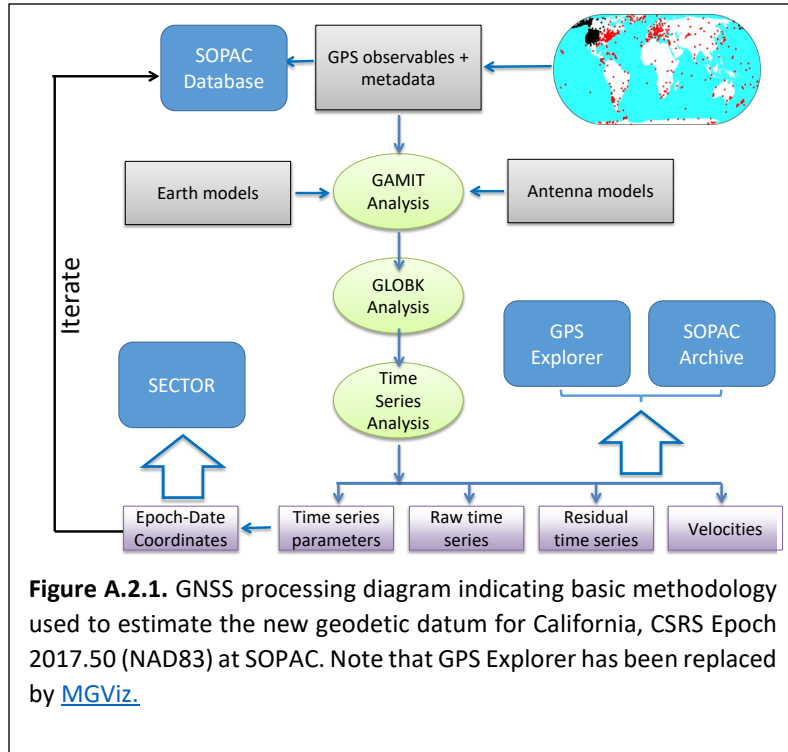 SOPAC
Database
GPS observables +
metadata
Earth models
GAMIT
Analysis
Antenna models
Iterate
GLOBK
Analysis
GPS
Explorer
SOPAC
Archive
SECTOR
Time
Series
Analysis
Epoch-Date
Coordinates
Time series
parameters
Raw time
series
Residual
time series
Velocities
Figure A.2.1. GNSS processing diagram indicating basic methodology
used to estimate the new geodetic datum for California, CSRS Epoch
2017.50 (NAD83) at SOPAC. Note that GPS Explorer has been replaced
by MGViz.